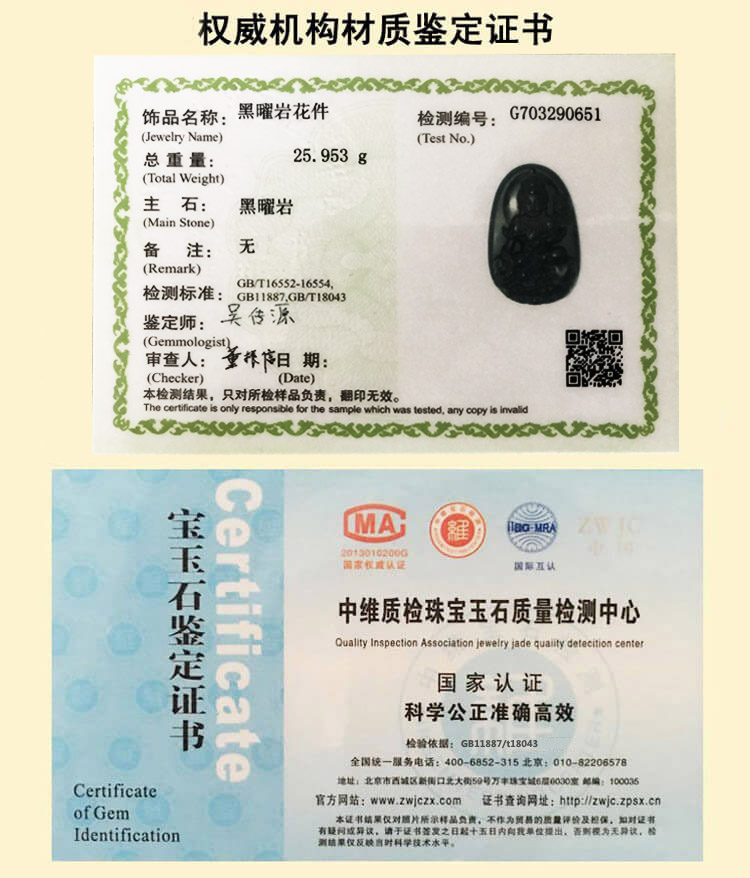 权威机构材质鉴定证书
饰品名称：黑曜岩花件
(Jewelry Name)
检测编号：G703290651
(Test No.)
总重量：25.953 g
(Total Weight)
主 石：黑曜岩
(Main Stone)
备 注：无
(Remark)
检测标准：GB/T16552-16554,
GB11887,GB/T18043
鉴定师：吴传源
(Gemmologist)
审查人： 日 期：
(Checker) (Date)
本检测结果，只对所检样品负责，翻印无效。
The certificate is only responsible for the sample which was tested, any copy is invalid
宝玉石鉴定证书
Certificate
Certificate
of Gem
Identification
MA
2013010200G
国家权威认证
維
ilac-MRA
国际互认
ZWJC
中维质检珠宝玉石质量检测中心
Quality Inspection Association jewelry jade quality detecition center
国家认证
科学公正准确高效
检验依据：GB11887/t18043
全国统一服务电话：400-6852-315 北京：010-82206578
地址：北京市西城区新街口北大街59号万丰珠宝城6层6030室 邮编：100035
官方网站：www.zwjczx.com 证书查询网址：http://zwjc.zpsx.cn
本证书结果仅对照片所示样品负责，不作为贸易的质量评价及担保，如对证书
有疑问或异议，请于证书签发之日起十五日内向我单位提出，否则视为无异议，检
测结果仅反映当时科学技术水平。